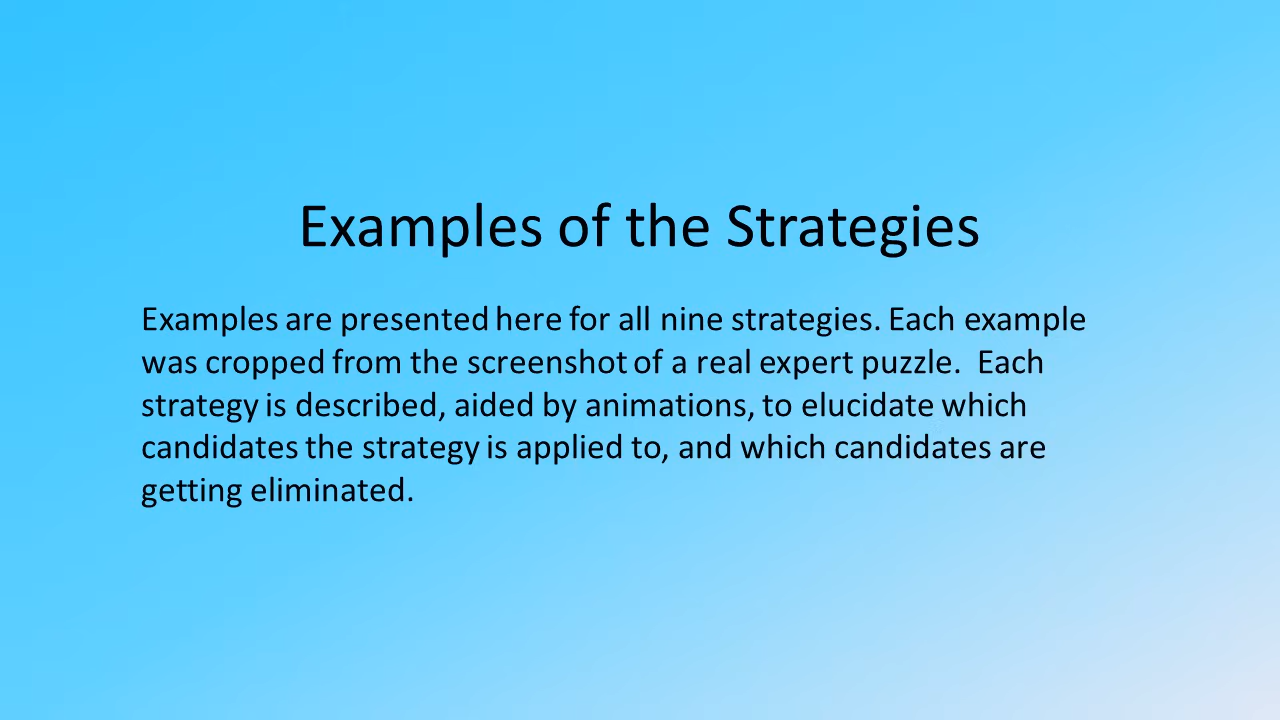 Examples of the Strategies
Examples are presented here for all nine strategies. Each example
was cropped from the screenshot of a real expert puzzle.  Each
strategy is described, aided by animations, to elucidate which
candidates the strategy is applied to, and which candidates are
getting eliminated.